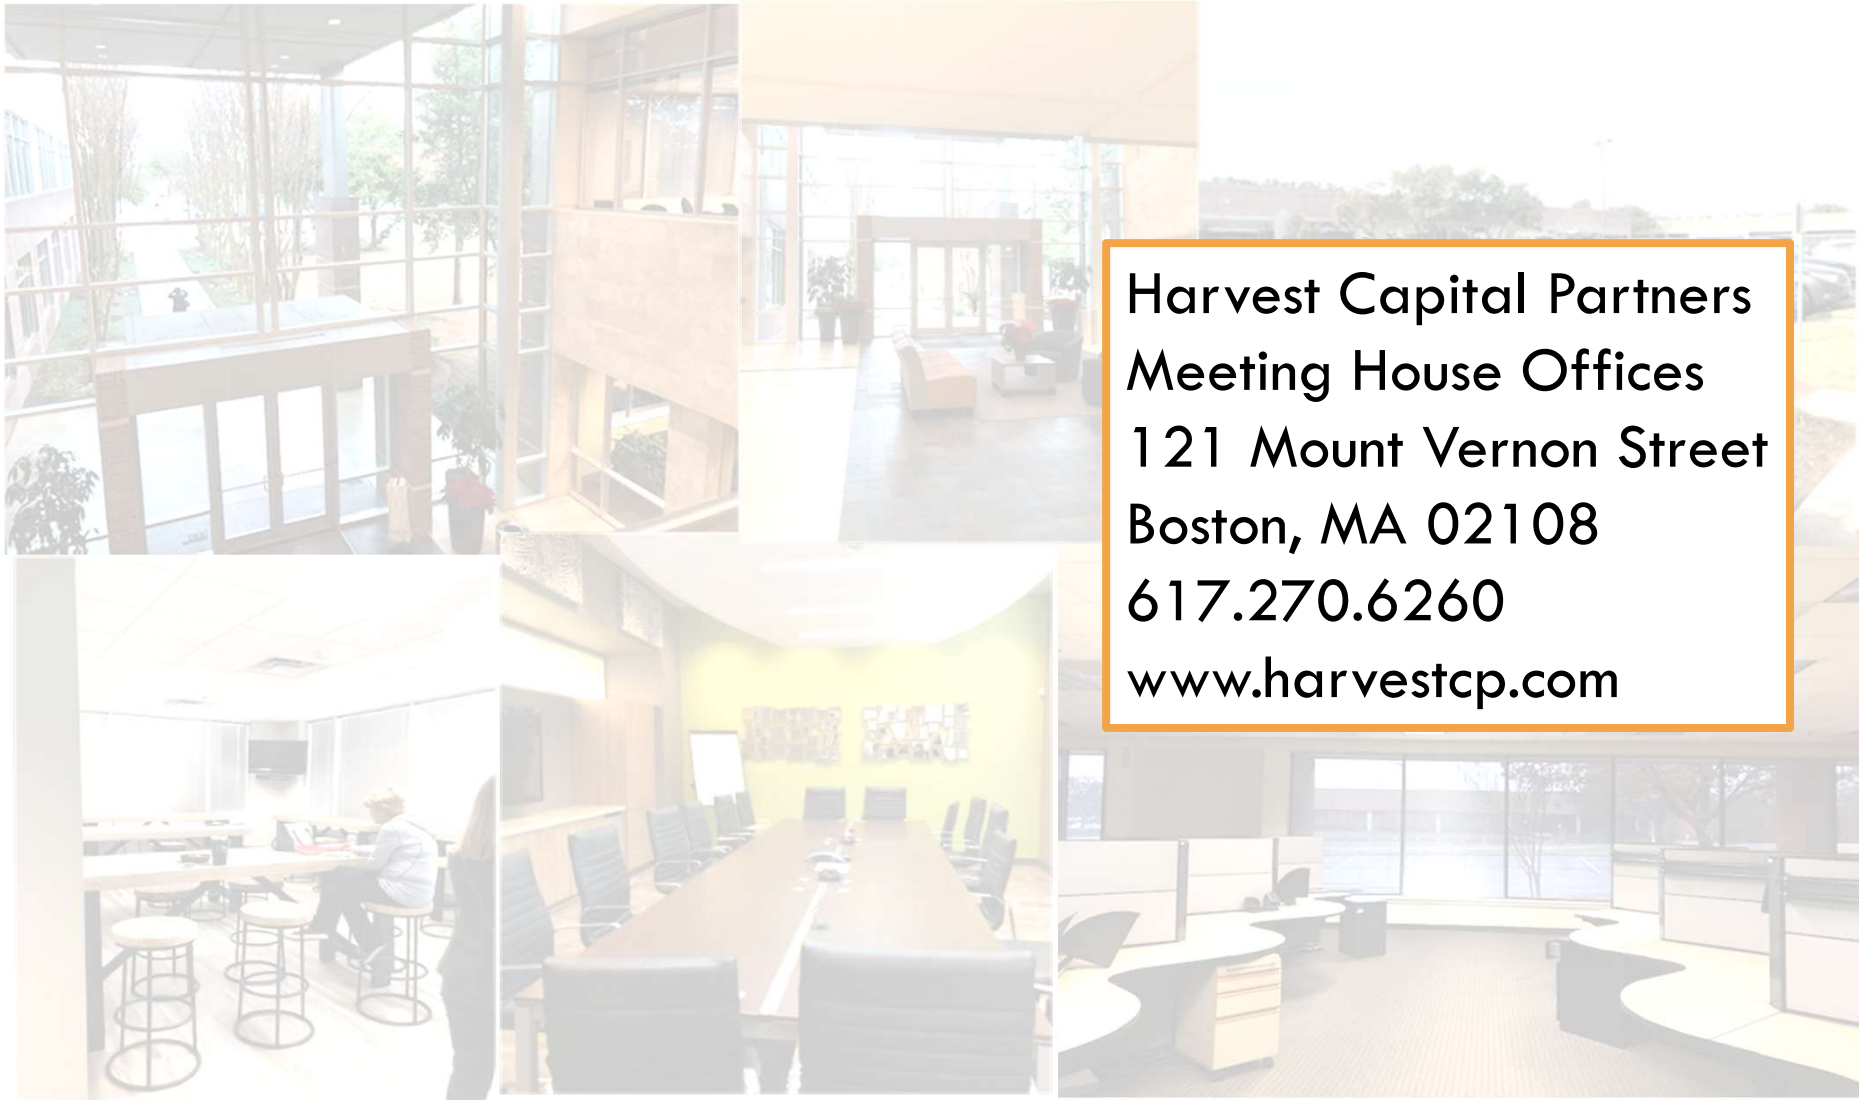 Harvest Capital Partners
Meeting House Offices
121 Mount Vernon Street
Boston, MA 02108
617.270.6260
www.harvestcp.com